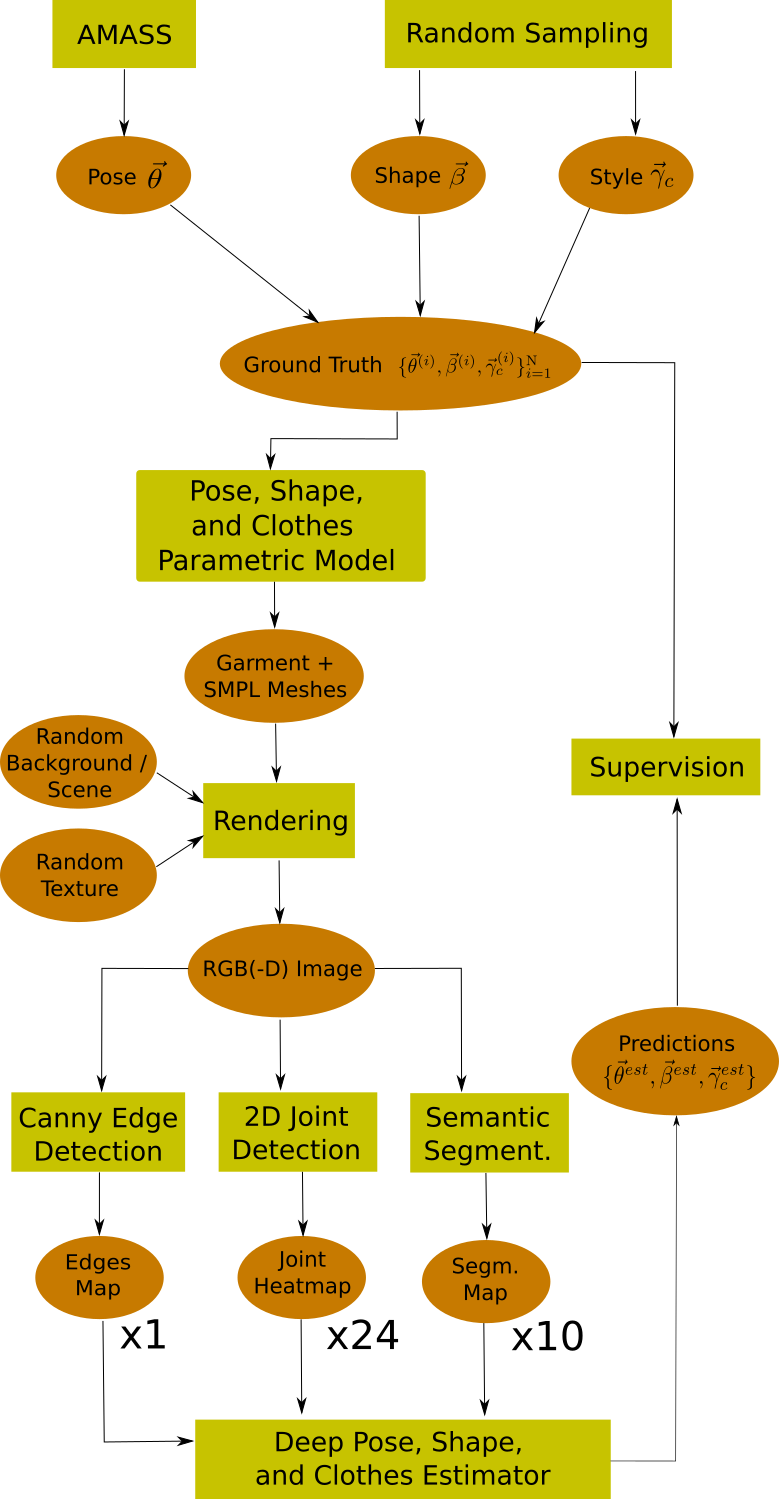 AMASS
Random Sampling
Pose $\vec{\theta}$
Shape $\vec{\beta}$
Style $\vec{\gamma}_c$
Ground Truth $\{\vec{\theta}^{(i)}, \vec{\beta}^{(i)}, \vec{\gamma}_c^{(i)}\}_{i=1}^{\mathrm{N}}$
Pose, Shape,
and Clothes
Parametric Model
Garment +
SMPL Meshes
Random
Background /
Scene
Rendering
Supervision
Random
Texture
RGB(-D) Image
Predictions
$\{\vec{\theta}^{est}, \vec{\beta}^{est}, \vec{\gamma}_c^{est}\}$
Canny Edge
Detection
2D Joint
Detection
Semantic
Segment.
Edges
Map
Joint
Heatmap
Segm.
Map
x1
x24
x10
Deep Pose, Shape,
and Clothes Estimator